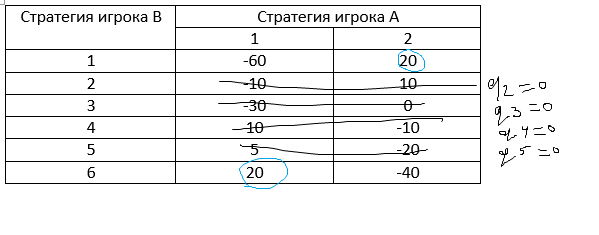 Стратегия игрока В Стратегия игрока А
1 2
1 -60 20
2 -10 10
3 -30 0
4 10 -10
5 5 -20
6 20 -40
q2=0
q3=0
q4=0
q5=0